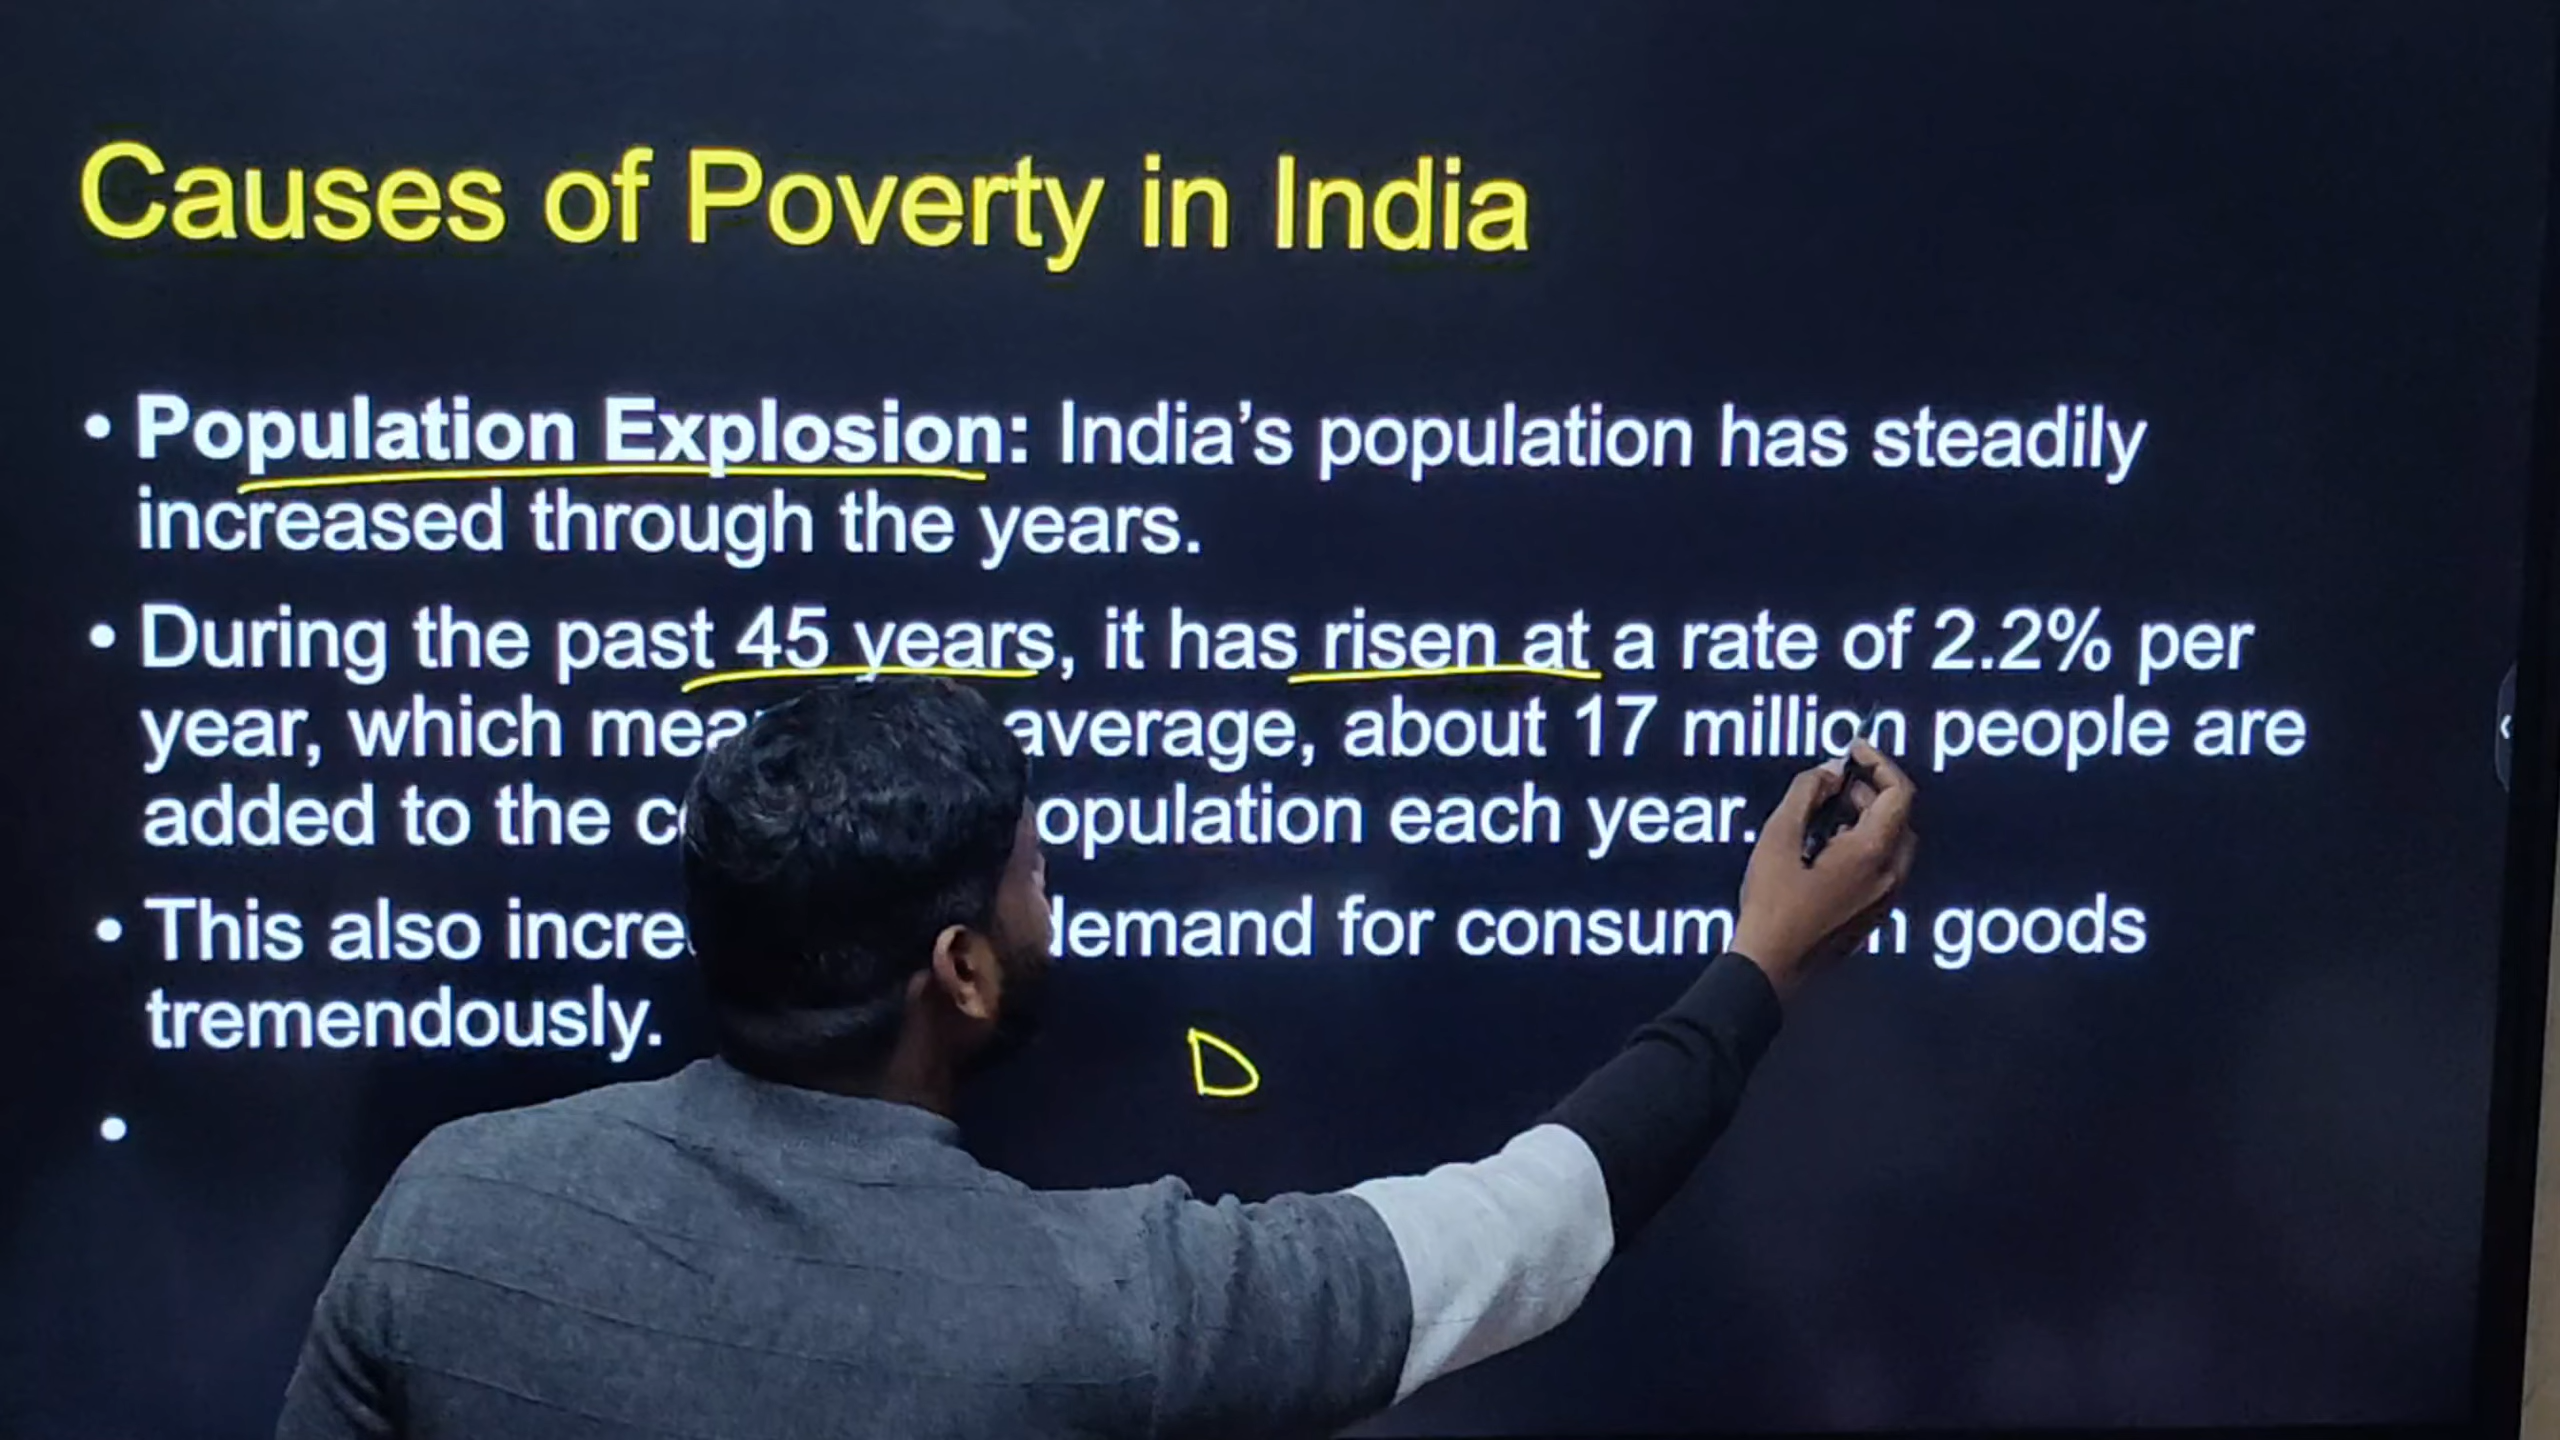 Causes of Poverty in India
• Population Explosion: India’s population has steadily
increased through the years.
• During the past 45 years, it has risen at a rate of 2.2% per
year, which average, about 17 million people are
added to the each year.
• This also demand for goods
tremendously.
•
D